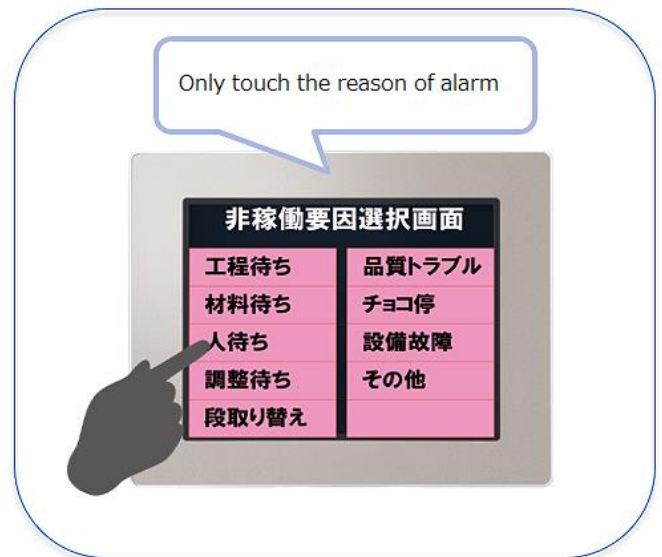 Only touch the reason of alarm
非稼働要因選択画面
工程待ち
材料待ち
人待ち
調整待ち
段取り替え
品質トラブル
チョコ停
設備故障
その他